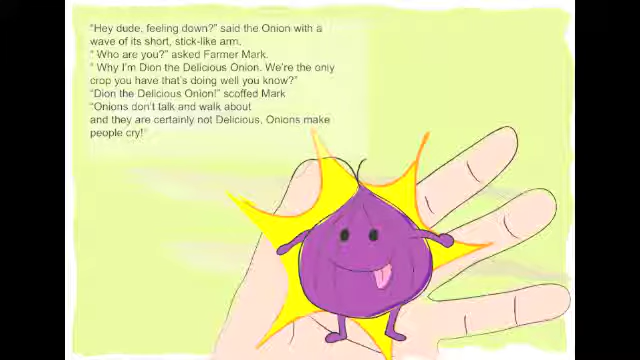 “Hey dude, feeling down?” said the Onion with a
wave of its short, stick-like arm.
“ Who are you?” asked Farmer Mark.
“ Why I’m Dion the Delicious Onion. We’re the only
crop you have that’s doing well you know?”
“Dion the Delicious Onion!” scoffed Mark
“Onions don’t talk and walk about
and they are certainly not Delicious, Onions make
people cry!”